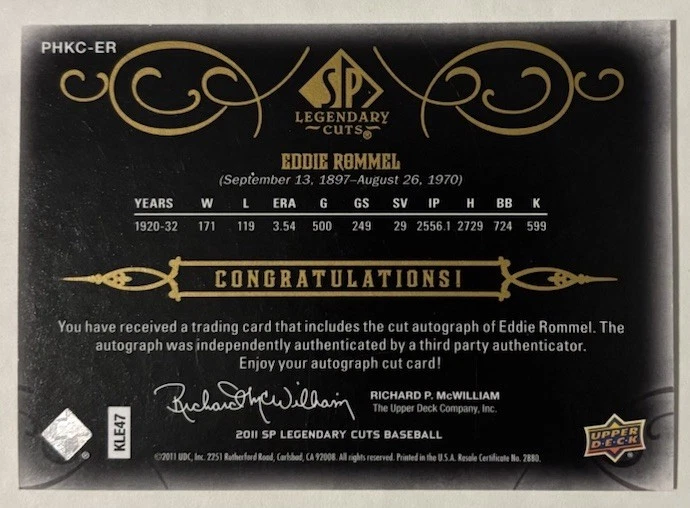 PHKC-ER
SP
LEGENDARY
CUTS®
EDDIE ROMMEL
(September 13, 1897–August 26, 1970)
YEARS W L ERA G GS SV IP H BB K
1920-32 171 119 3.54 500 249 29 2556.1 2729 724 599
CONGRATULATIONS!
You have received a trading card that includes the cut autograph of Eddie Rommel. The
autograph was independently authenticated by a third party authenticator.
Enjoy your autograph cut card!
Richard P. McWilliam
RICHARD P. McWILLIAM
The Upper Deck Company, Inc.
KLE47
2011 SP LEGENDARY CUTS BASEBALL
UPPER
DECK
©2011 UDC, Inc. 2251 Rutherford Road, Carlsbad, CA 92008. All rights reserved. Printed in the U.S.A. Resale Certificate No. 2880.